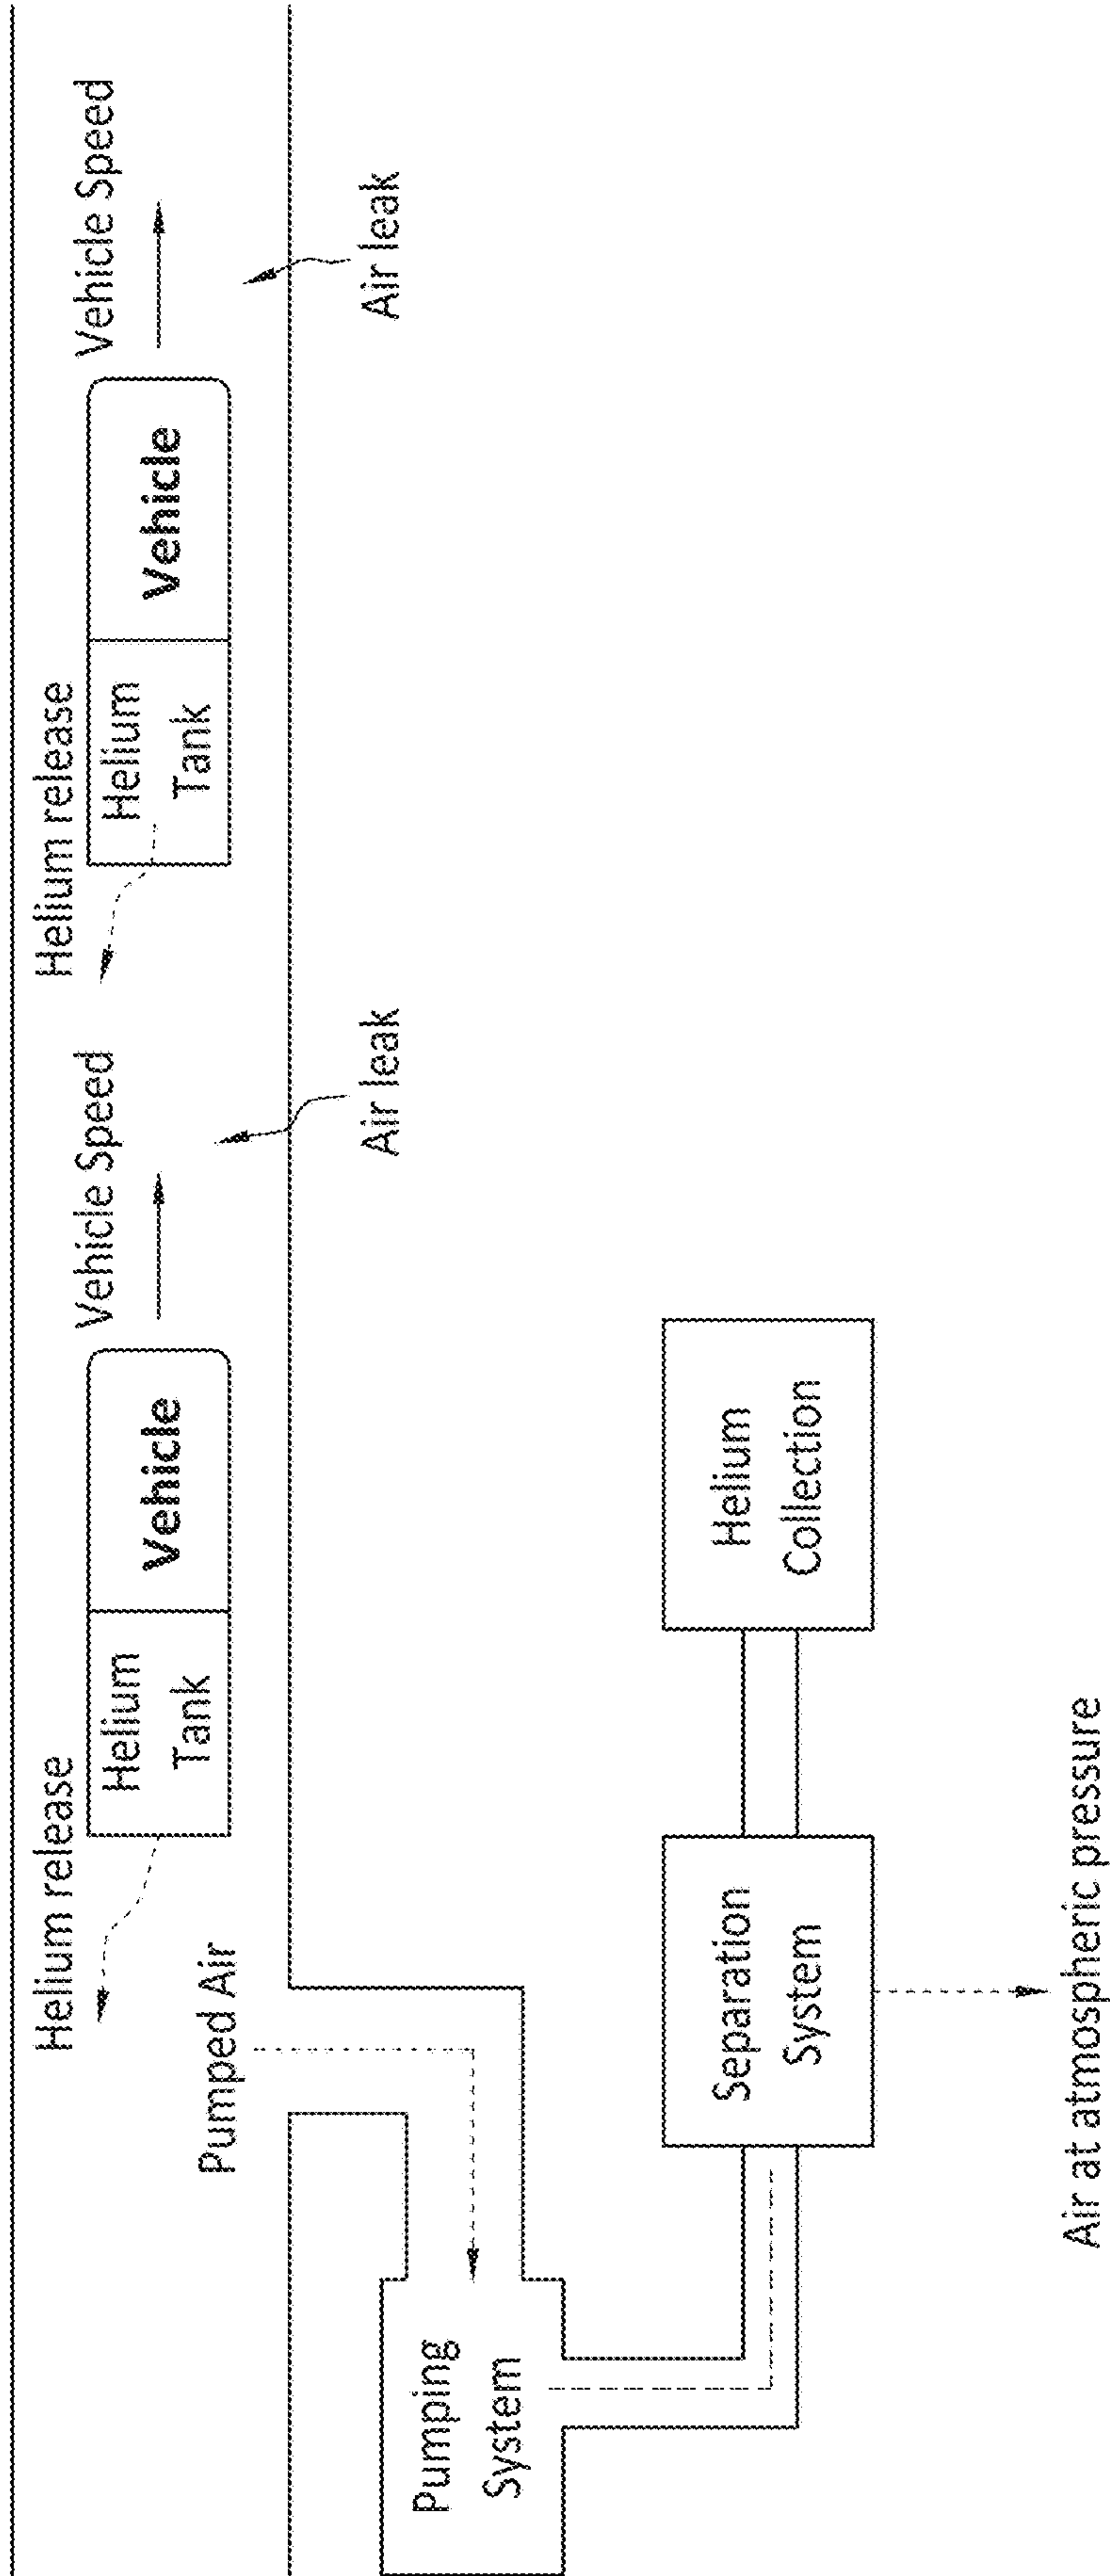 Helium release
Helium release
Vehicle Speed
Vehicle Speed
Helium
Tank
Vehicle
Helium
Tank
Vehicle
Pumped Air
Air leak
Air leak
Pumping
System
Separation
System
Helium
Collection
Air at atmospheric pressure